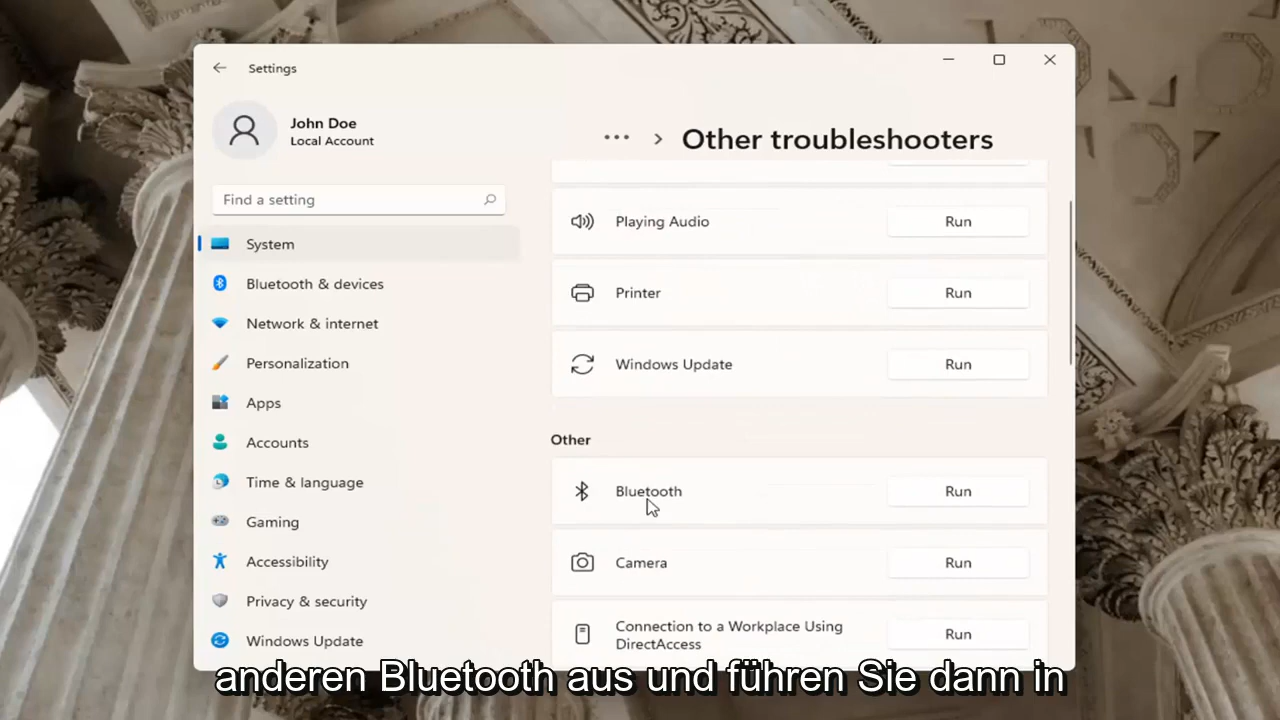 Settings
John Doe
Local Account
Find a setting
System
Bluetooth & devices
Network & internet
Personalization
Apps
Accounts
Time & language
Gaming
Accessibility
Privacy & security
Windows Update
··· > Other troubleshooters
Playing Audio Run
Printer Run
Windows Update Run
Other
Bluetooth Run
Camera Run
Connection to a Workplace Using
DirectAccess Run
anderen Bluetooth aus und führen Sie dann in